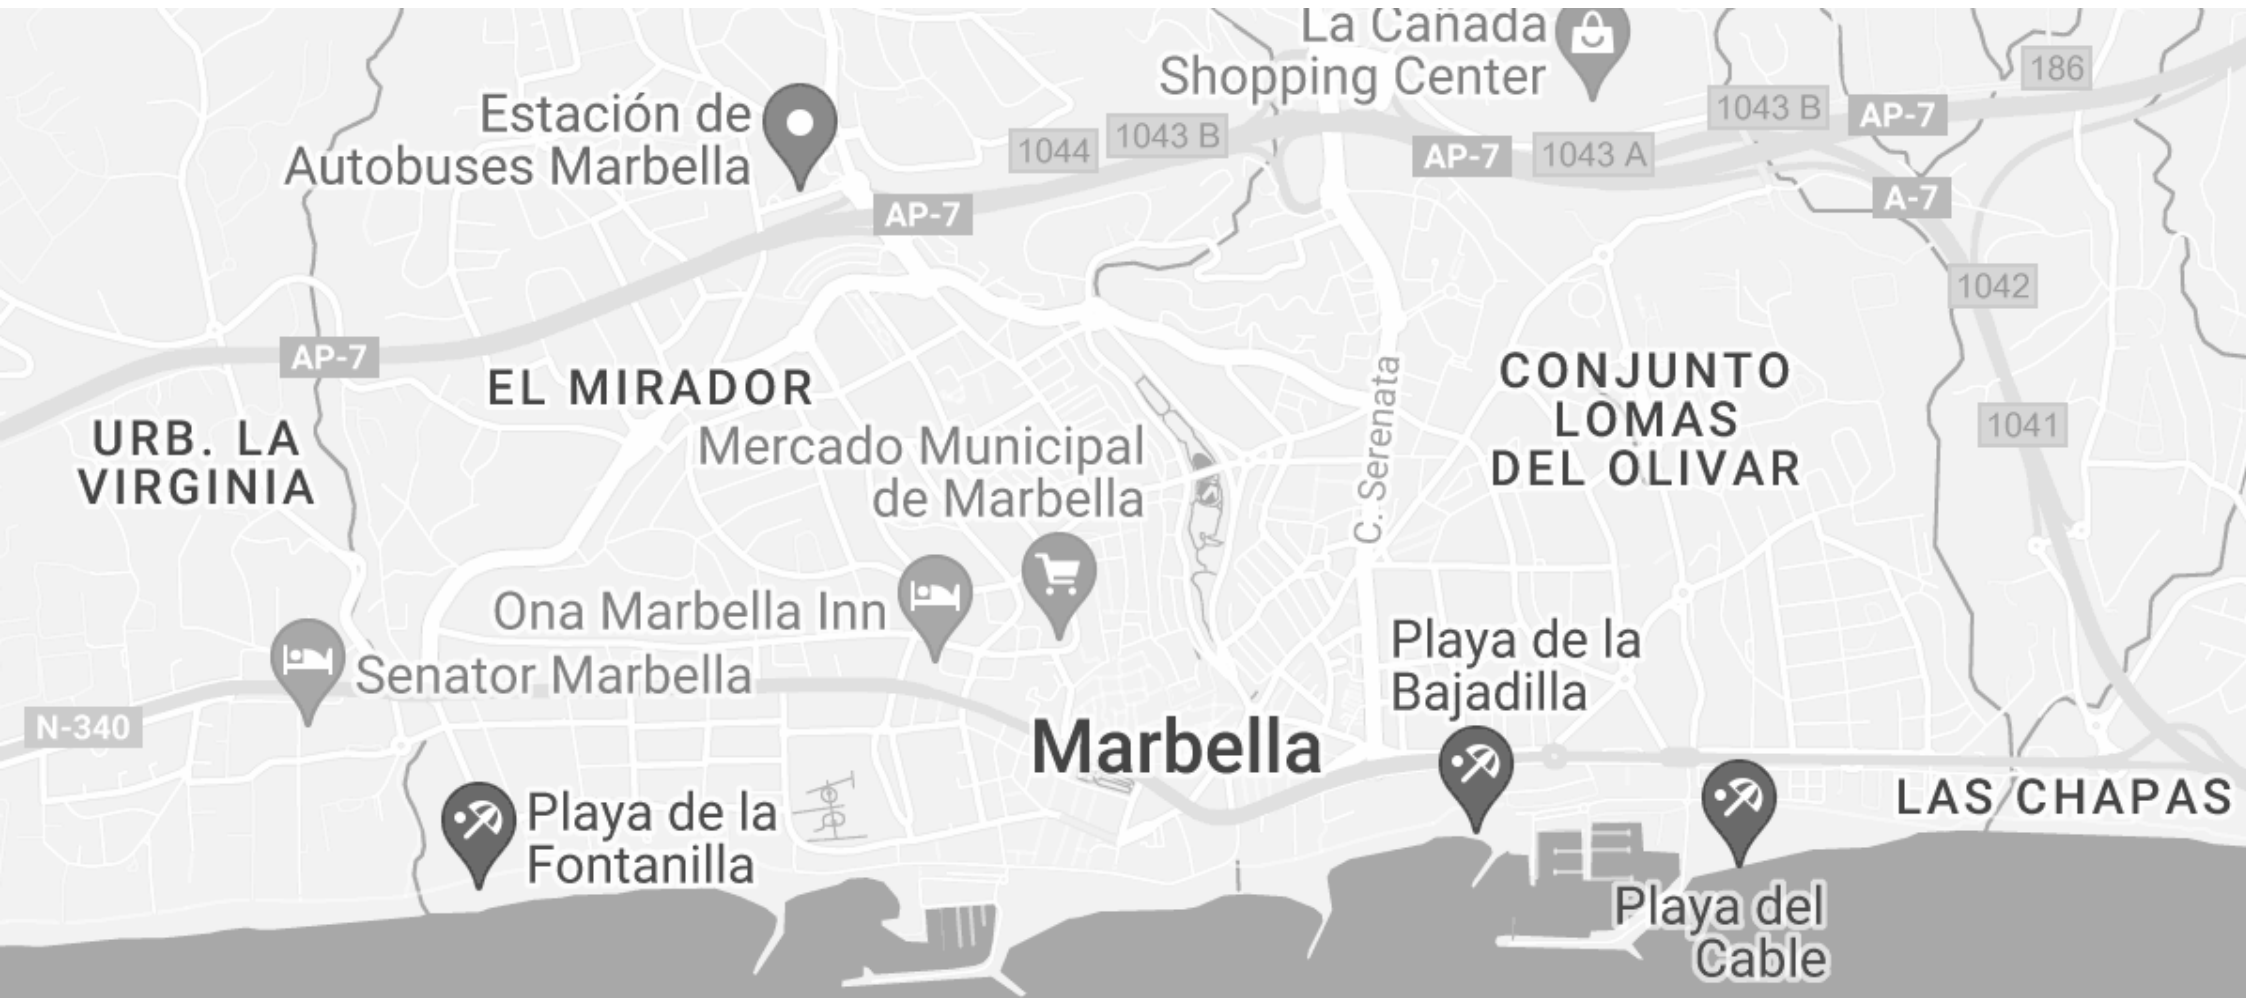 La Cañada
Shopping Center
186
1043 B
AP-7
Estación de
Autobuses Marbella
1044
1043 B
AP-7
1043 A
A-7
AP-7
1042
AP-7
EL MIRADOR
CONJUNTO
LOMAS
DEL OLIVAR
C. Serenata
1041
URB. LA
VIRGINIA
Mercado Municipal
de Marbella
Ona Marbella Inn
Playa de la
Bajadilla
Senator Marbella
N-340
Marbella
LAS CHAPAS
Playa de la
Fontanilla
Playa del
Cable